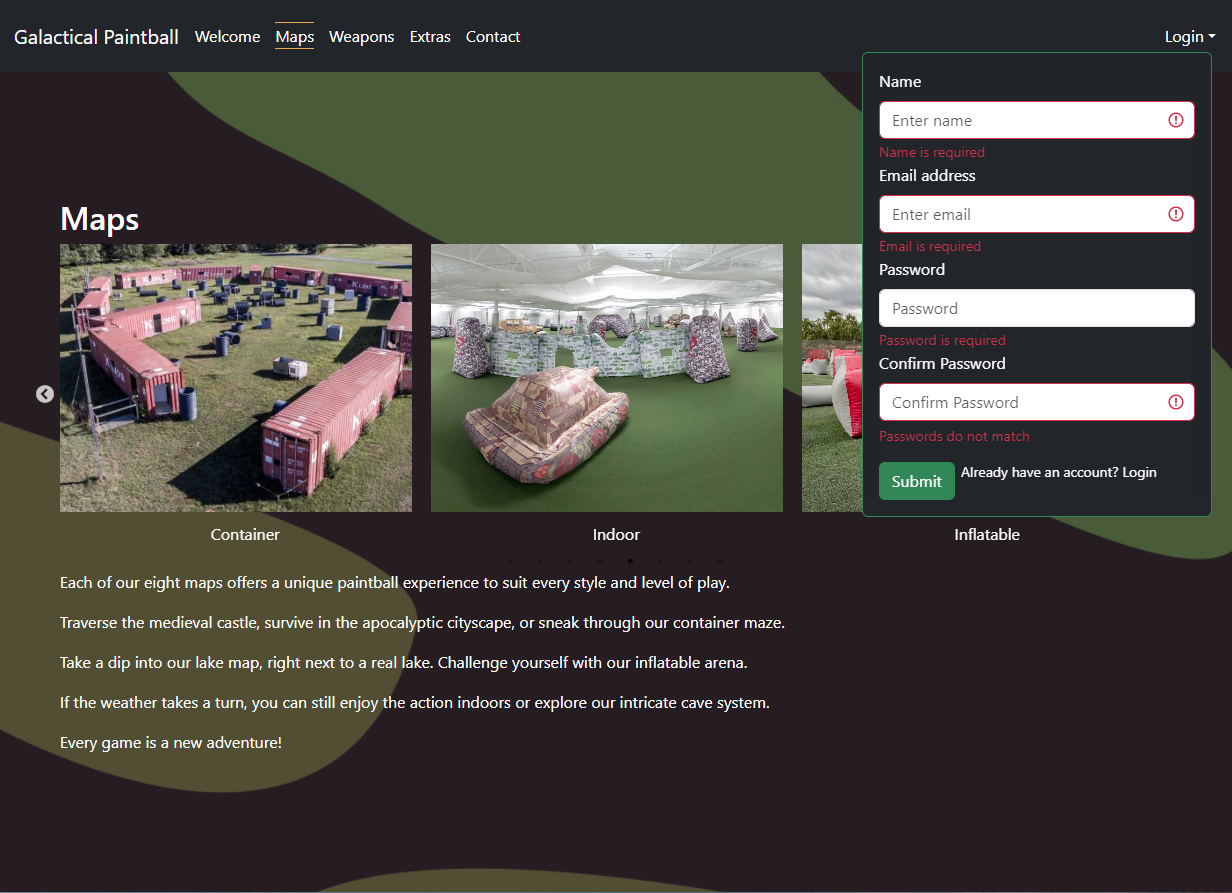 Galactical Paintball Welcome Maps Weapons Extras Contact Login
Name
Enter name
Name is required
Email address
Enter email
Email is required
Password
Password
Password is required
Confirm Password
Confirm Password
Passwords do not match
Submit Already have an account? Login
Maps
Container Indoor Inflatable
Each of our eight maps offers a unique paintball experience to suit every style and level of play.
Traverse the medieval castle, survive in the apocalyptic cityscape, or sneak through our container maze.
Take a dip into our lake map, right next to a real lake. Challenge yourself with our inflatable arena.
If the weather takes a turn, you can still enjoy the action indoors or explore our intricate cave system.
Every game is a new adventure!